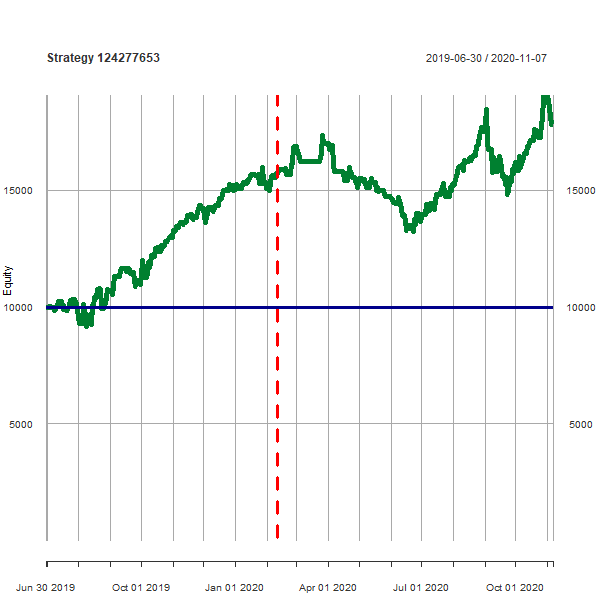 Strategy 124277653
2019-06-30 / 2020-11-07
15000
15000
Equity
10000
10000
5000
5000
Jun 30 2019
Oct 01 2019
Jan 01 2020
Apr 01 2020
Jul 01 2020
Oct 01 2020